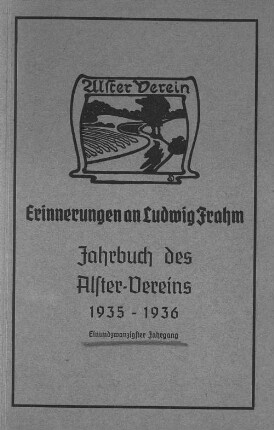 Alster Verein
Erinnerungen an Ludwig Frahm
Jahrbuch des
Alster-Vereins
1935 - 1936
Einundzwanzigster Jahrgang